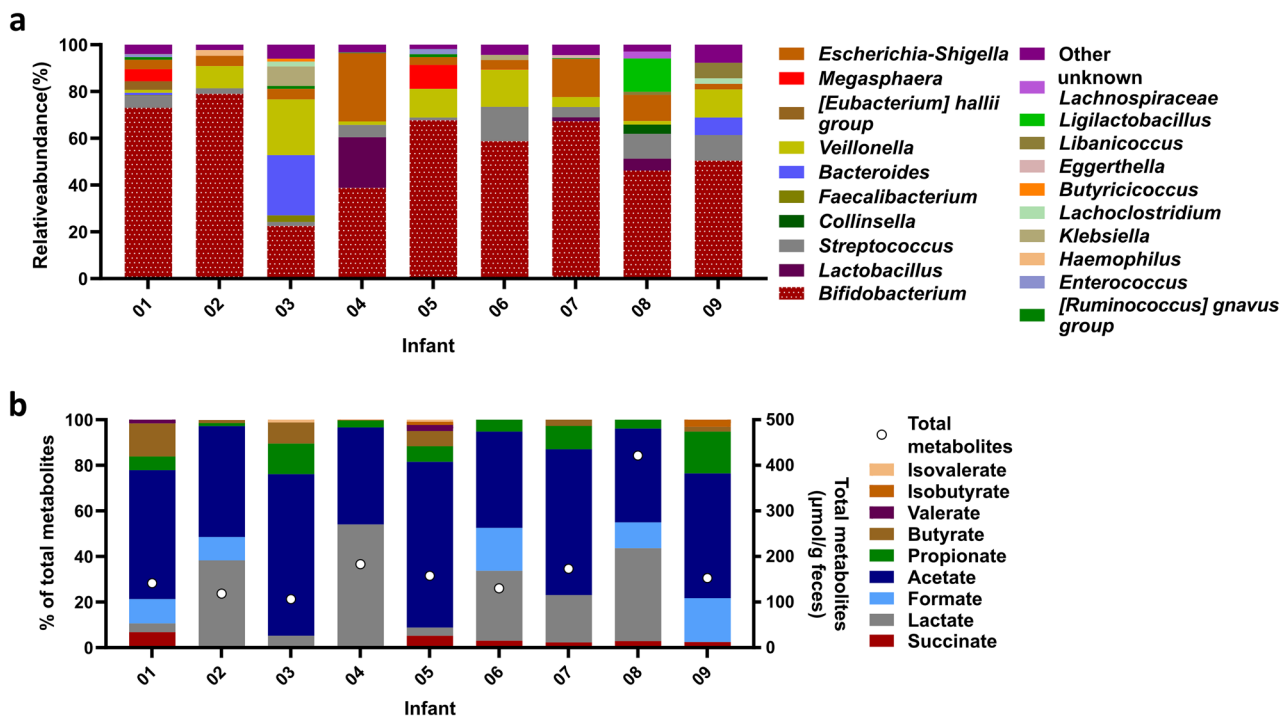 a
Relativeabundance(%)
100
80
60
40
20
0
01
02
03
04
05
06
07
08
09
Infant
Escherichia-Shigella
Megasphaera
[Eubacterium] hallii
group
Veillonella
Bacteroides
Faecalibacterium
Collinsella
Streptococcus
Lactobacillus
Bifidobacterium
Other
unknown
Lachnospiraceae
Ligilactobacillus
Libanicoccus
Eggerthella
Butyricicoccus
Lachoclostridium
Klebsiella
Haemophilus
Enterococcus
[Ruminococcus] gnavus
group
b
% of total metabolites
100
80
60
40
20
0
01
02
03
04
05
06
07
08
09
Infant
500
400
300
200
100
0
Total metabolites
(µmol/g feces)
Total
metabolites
Isovalerate
Isobutyrate
Valerate
Butyrate
Propionate
Acetate
Formate
Lactate
Succinate